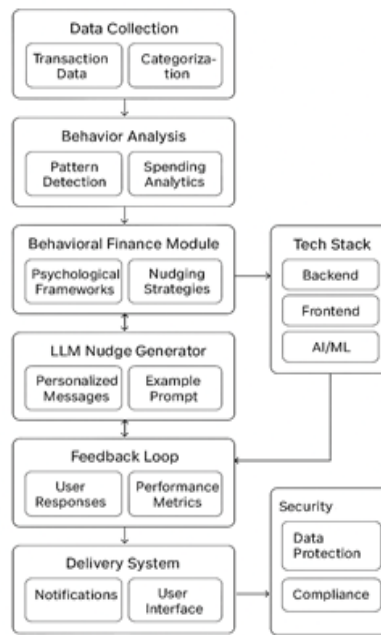 Data Collection
Transaction
Data
Categoriza-
tion
Behavior Analysis
Pattern
Detection
Spending
Analytics
Behavioral Finance Module
Psychological
Frameworks
Nudging
Strategies
Tech Stack
Backend
Frontend
AI/ML
LLM Nudge Generator
Personalized
Messages
Example
Prompt
Feedback Loop
User
Responses
Performance
Metrics
Security
Data
Protection
Compliance
Delivery System
Notifications
User
Interface